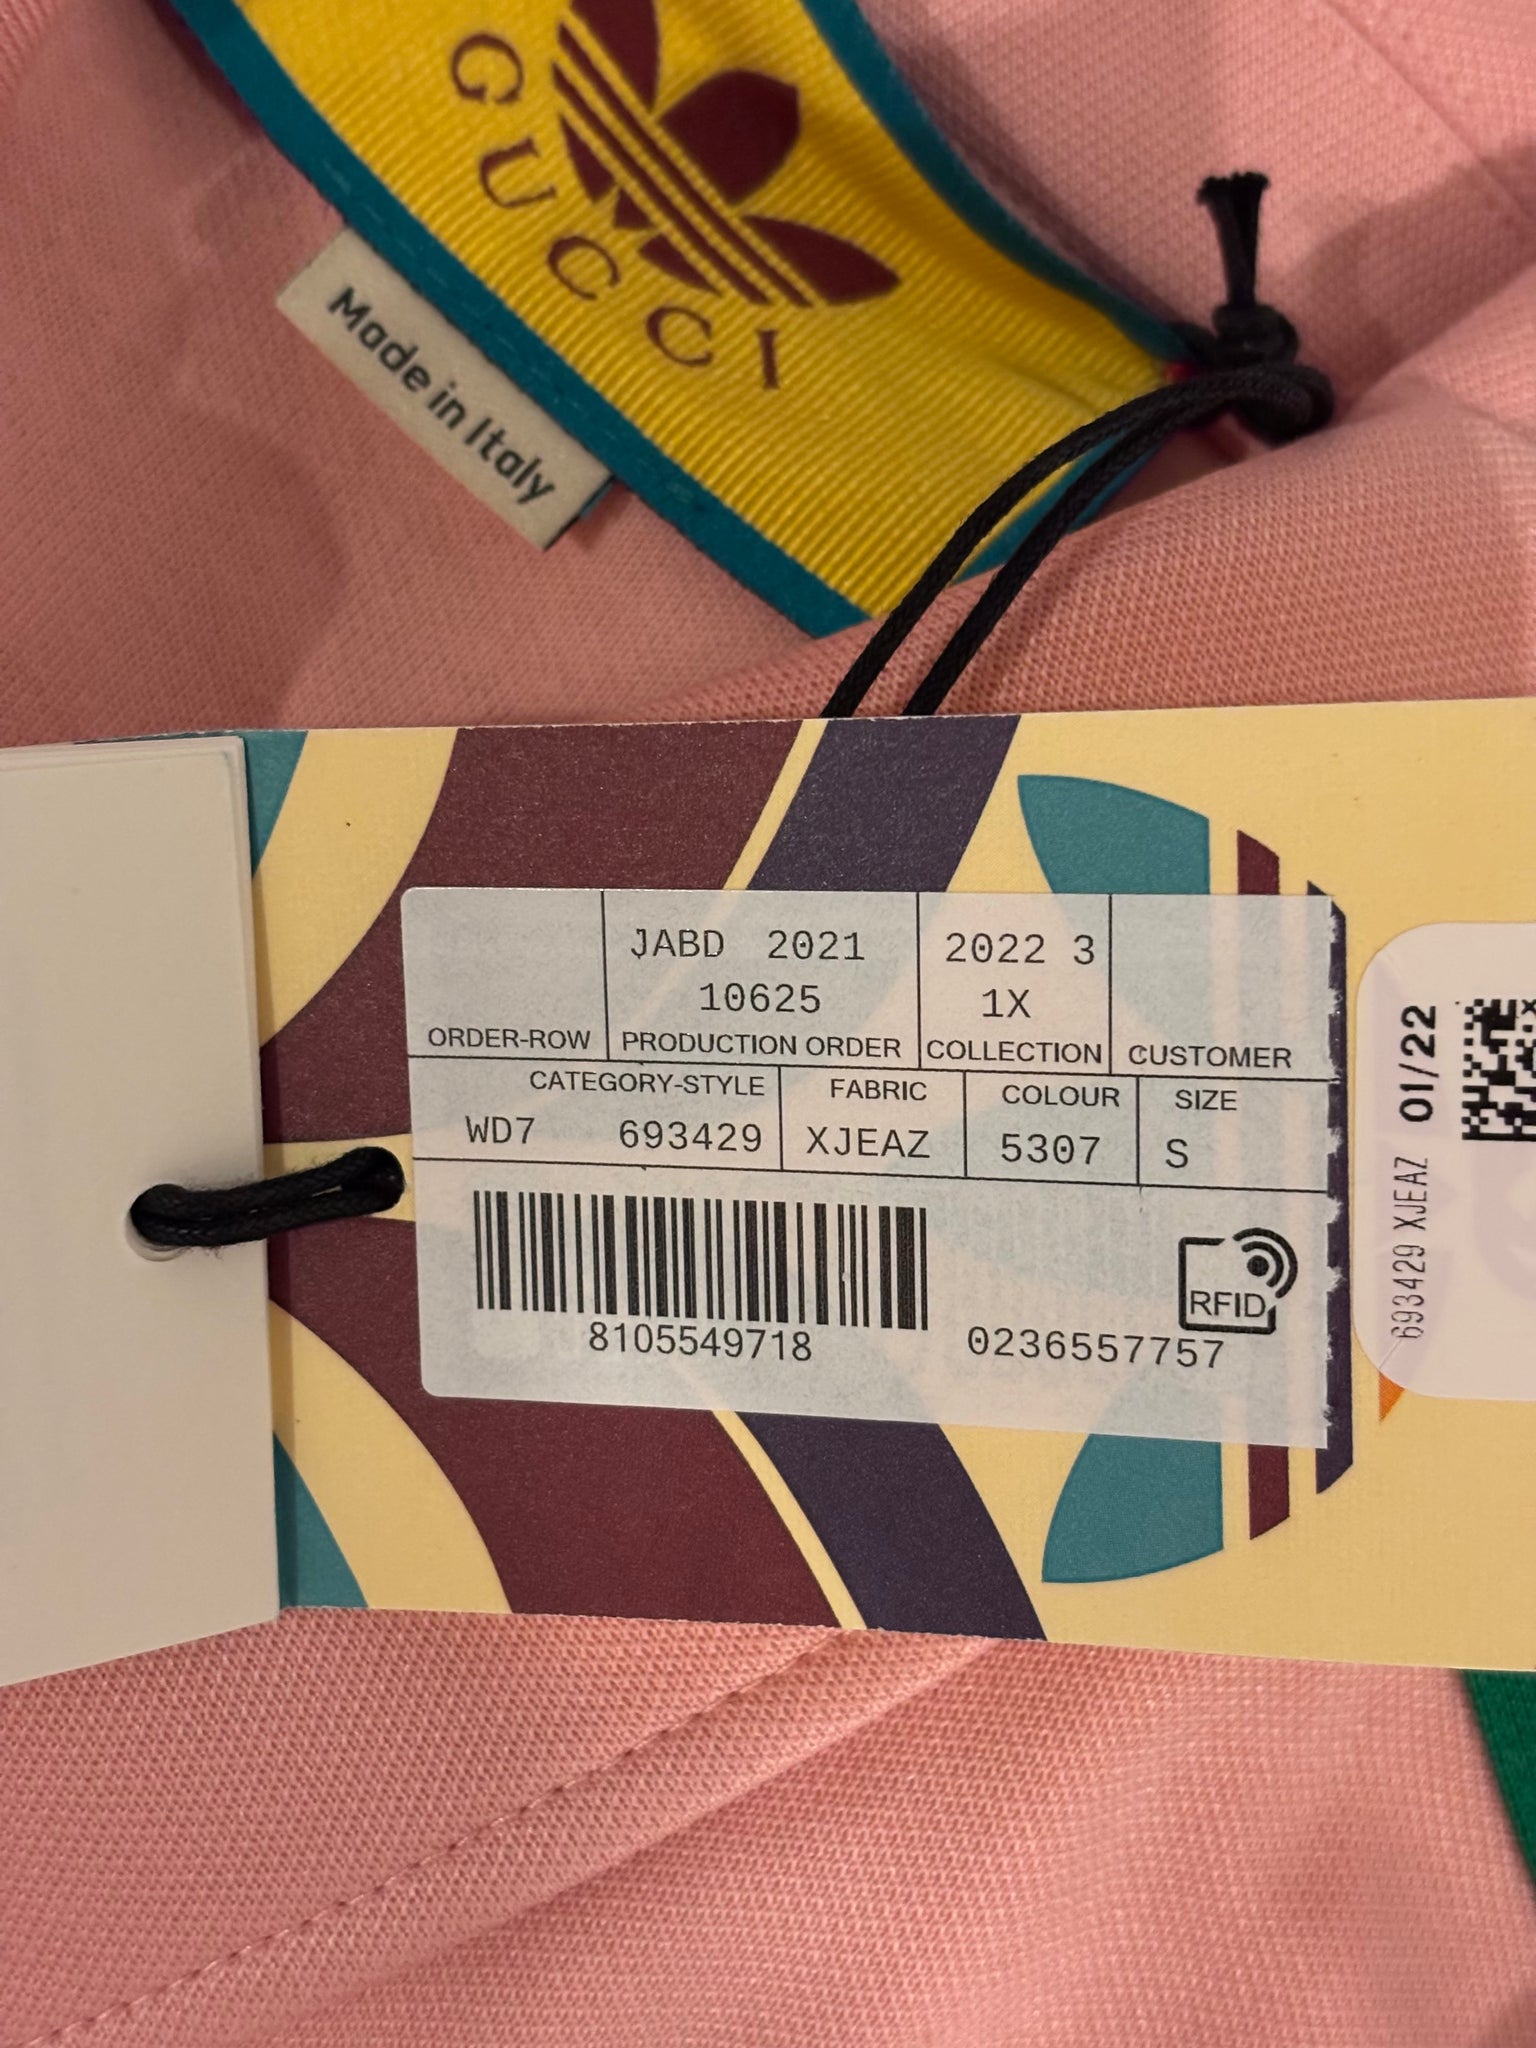 GUCCI
Made in Italy
JABD 2021
10625
2022 3
1X
ORDER-ROW
PRODUCTION ORDER
COLLECTION
CUSTOMER
CATEGORY-STYLE
FABRIC
COLOUR
SIZE
WD7 693429
XJEAZ
5307
S
8105549718
0236557757
RFID
693429 XJEAZ 01/22